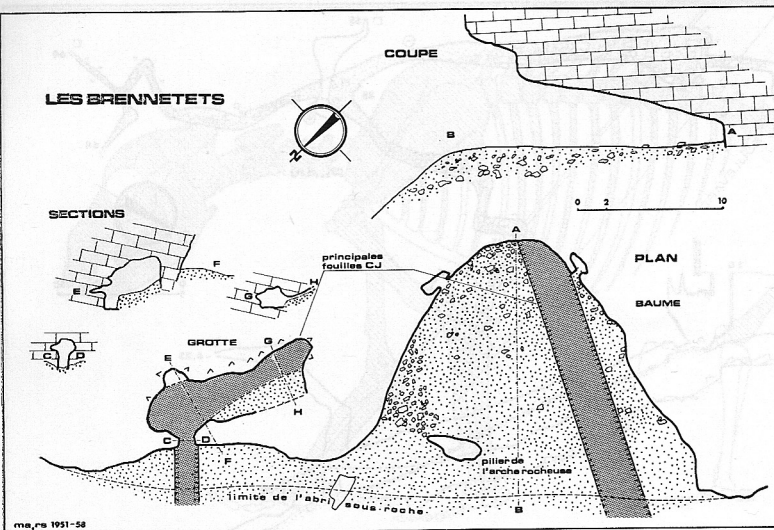 COUPE
LES BRENNETETS
N
B
A
0 2 10
SECTIONS
E
F
G
H
C D
principales
fouilles CJ
A
PLAN
BAUME
GROTTE
E
G
H
C D
F
pilier de
l'arche rocheuse
limite de l'abri sous roche
B
ma,rs 1951-58